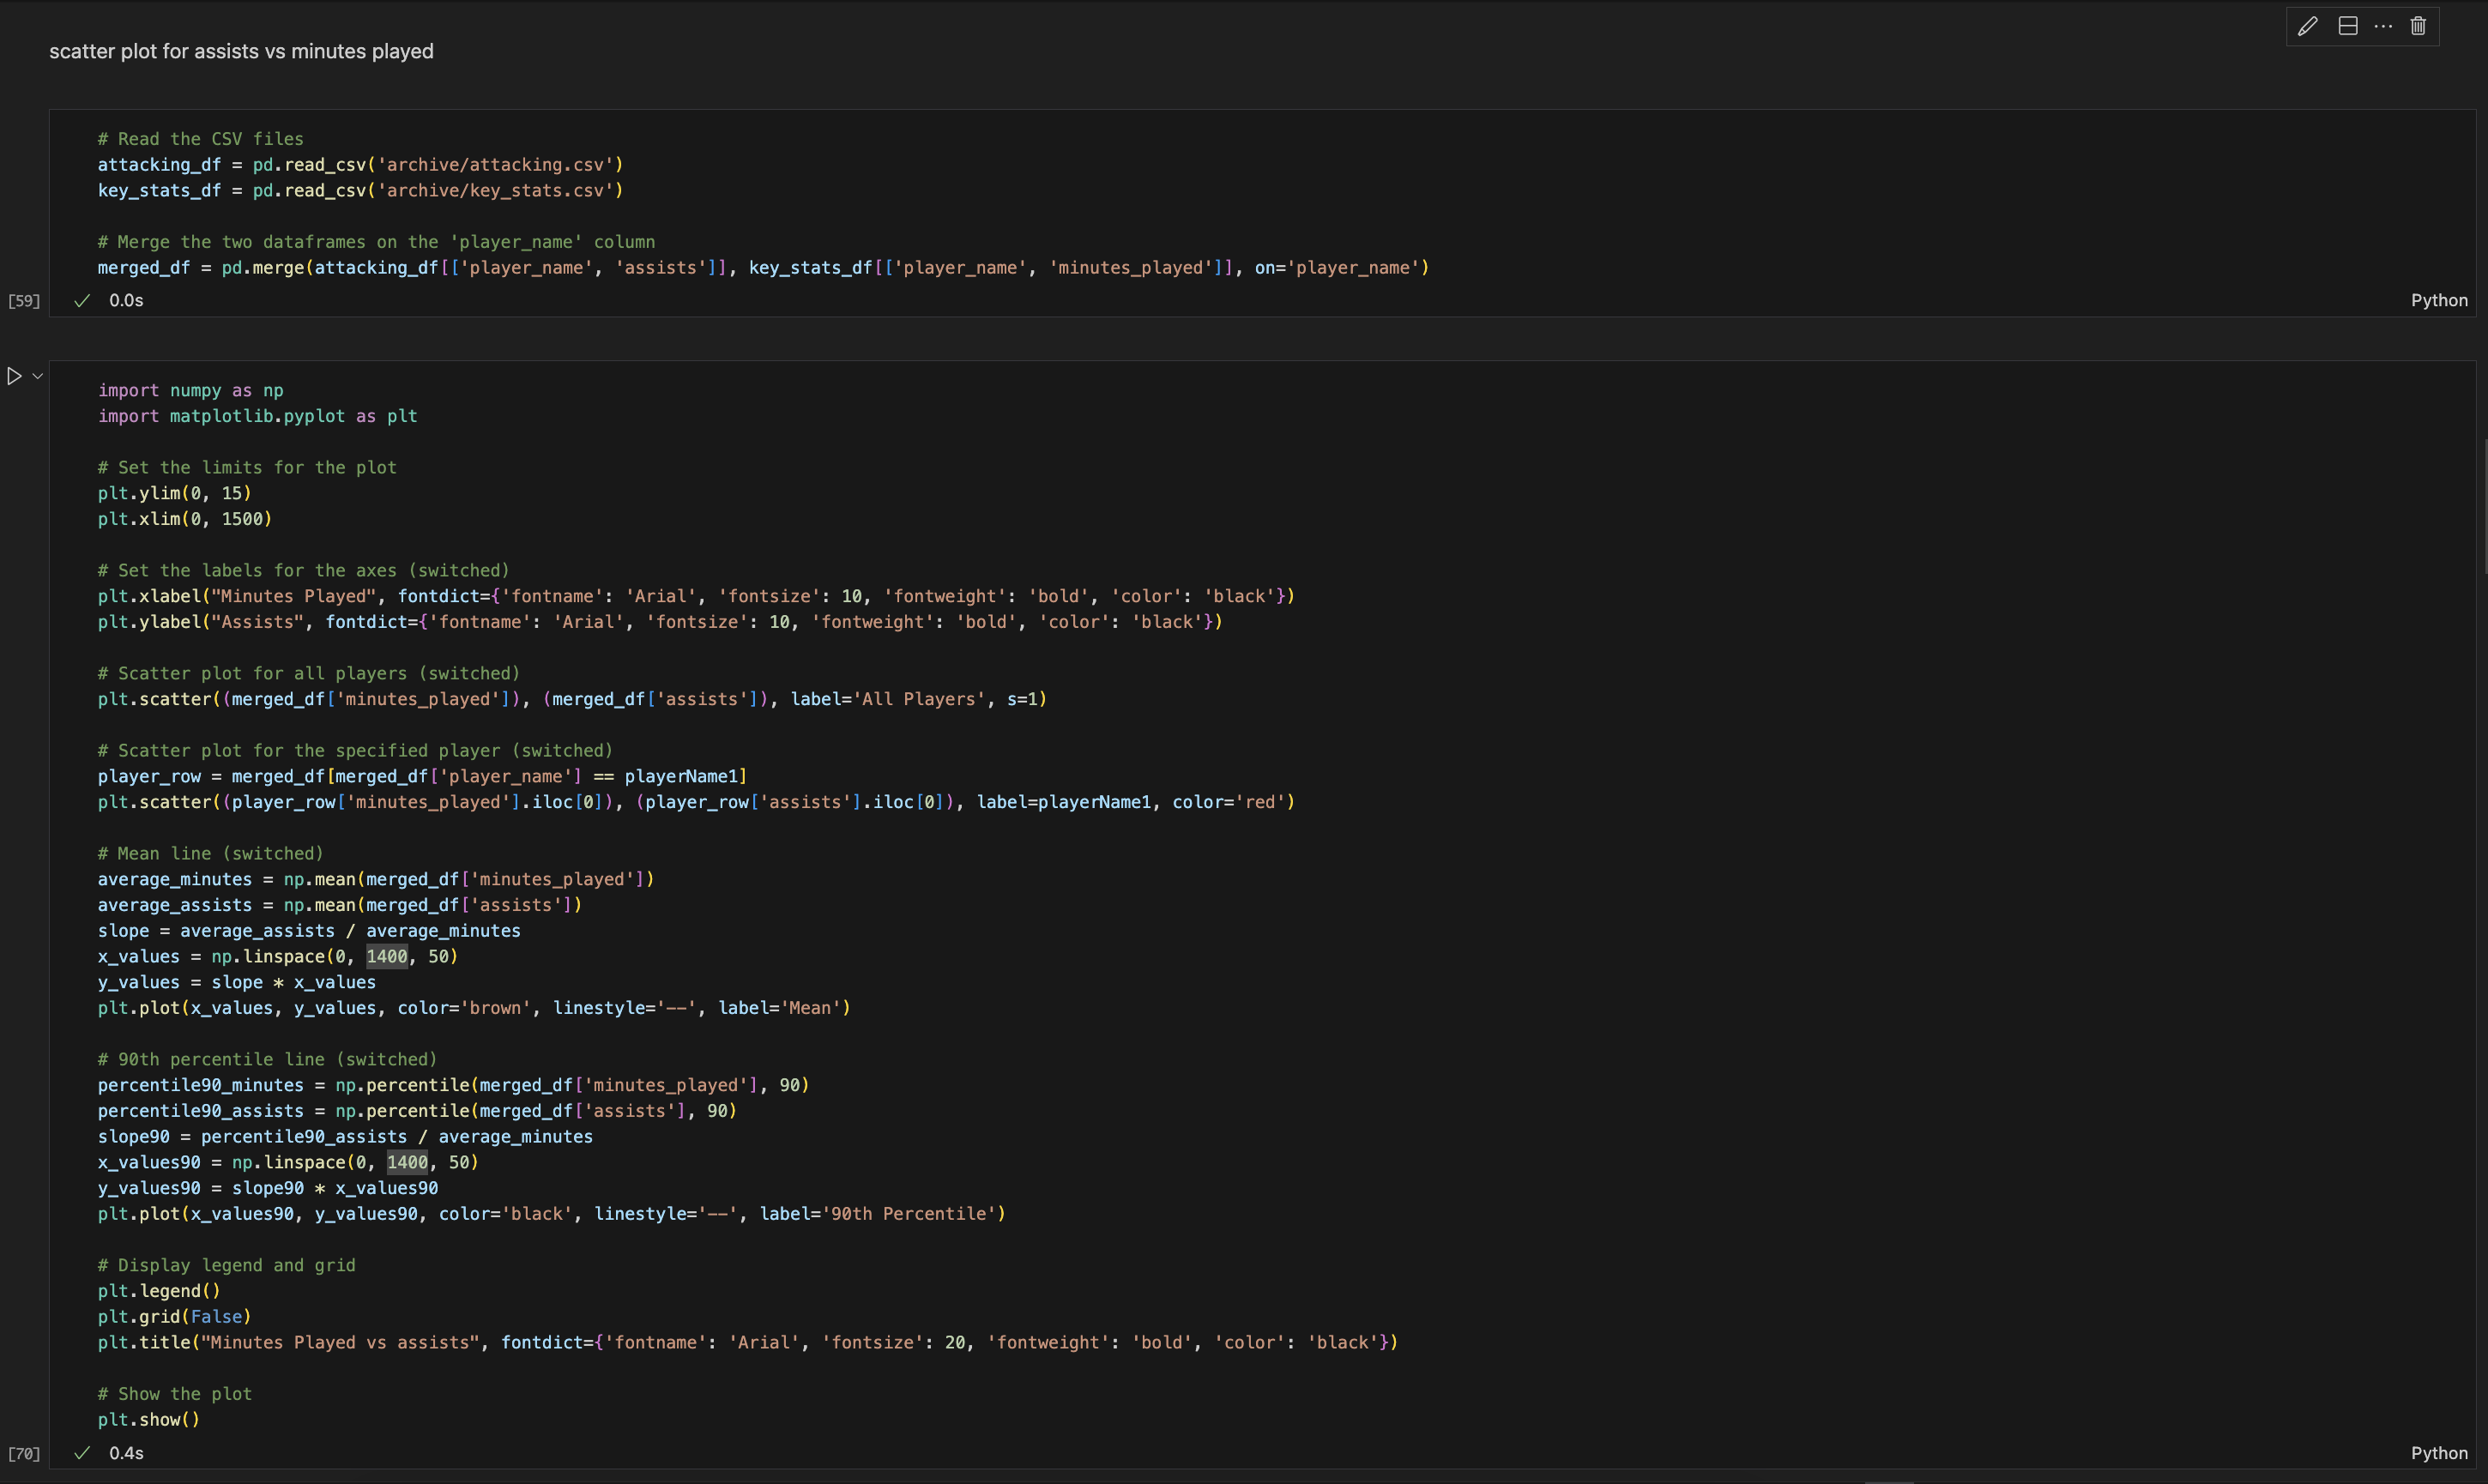 scatter plot for assists vs minutes played
# Read the CSV files
attacking_df = pd.read_csv('archive/attacking.csv')
key_stats_df = pd.read_csv('archive/key_stats.csv')
# Merge the two dataframes on the 'player_name' column
merged_df = pd.merge(attacking_df[['player_name', 'assists']], key_stats_df[['player_name', 'minutes_played']], on='player_name')
[59] 0.0s Python
import numpy as np
import matplotlib.pyplot as plt
# Set the limits for the plot
plt.ylim(0, 15)
plt.xlim(0, 1500)
# Set the labels for the axes (switched)
plt.xlabel("Minutes Played", fontdict={'fontname': 'Arial', 'fontsize': 10, 'fontweight': 'bold', 'color': 'black'})
plt.ylabel("Assists", fontdict={'fontname': 'Arial', 'fontsize': 10, 'fontweight': 'bold', 'color': 'black'})
# Scatter plot for all players (switched)
plt.scatter((merged_df['minutes_played']), (merged_df['assists']), label='All Players', s=1)
# Scatter plot for the specified player (switched)
player_row = merged_df[merged_df['player_name'] == playerName1]
plt.scatter((player_row['minutes_played'].iloc[0]), (player_row['assists'].iloc[0]), label=playerName1, color='red')
# Mean line (switched)
average_minutes = np.mean(merged_df['minutes_played'])
average_assists = np.mean(merged_df['assists'])
slope = average_assists / average_minutes
x_values = np.linspace(0, 1400, 50)
y_values = slope * x_values
plt.plot(x_values, y_values, color='brown', linestyle='--', label='Mean')
# 90th percentile line (switched)
percentile90_minutes = np.percentile(merged_df['minutes_played'], 90)
percentile90_assists = np.percentile(merged_df['assists'], 90)
slope90 = percentile90_assists / average_minutes
x_values90 = np.linspace(0, 1400, 50)
y_values90 = slope90 * x_values90
plt.plot(x_values90, y_values90, color='black', linestyle='--', label='90th Percentile')
# Display legend and grid
plt.legend()
plt.grid(False)
plt.title("Minutes Played vs assists", fontdict={'fontname': 'Arial', 'fontsize': 20, 'fontweight': 'bold', 'color': 'black'})
# Show the plot
plt.show()
[70] 0.4s Python